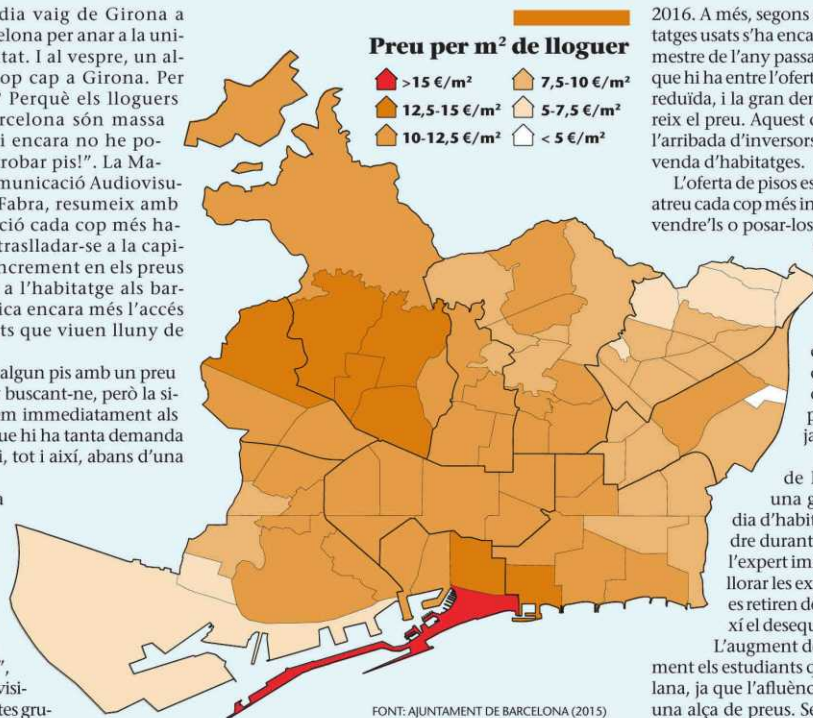 dia vaig de Girona a
elona per anar a la uni-
tat. I al vespre, un al-
op cap a Girona. Per
? Perquè els lloguers
arcelona són massa
i encara no he po-
robar pis!”. La Ma-
municació Audiovisu-
Fabra, resumeix amb
ció cada cop més ha-
traslladar-se a la capi-
ncrement en els preus
a l'habitatge als bar-
ica encara més l'accés
ts que viuen lluny de
algun pis amb un preu
y buscant-ne, però la si-
em immediatament als
ue hi ha tanta demanda
i, tot i així, abans d'una
a
”,
visi-
tes gru-
Preu per m² de lloguer
>15 €/m²
12,5-15 €/m²
10-12,5 €/m²
7,5-10 €/m²
5-7,5 €/m²
< 5 €/m²
FONT: AJUNTAMENT DE BARCELONA (2015)
2016. A més, segons
tatges usats s'ha enca
mestre de l'any passa
que hi ha entre l'ofert
reduïda, i la gran der
reix el preu. Aquest d
l'arribada d'inversors
venda d'habitatges.
L'oferta de pisos es
atreu cada cop més in
vendre'ls o posar-los
ja
de l
una g
dia d'habit
dre durant
l'expert im
llorar les ex
es retiren de
xí el desequ
L'augment de
ment els estudiants q
lana, ja que l'afluènc
una alça de preus. Se